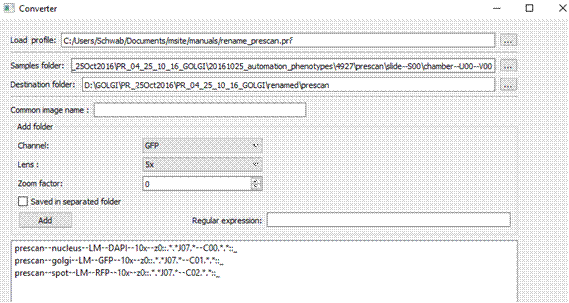 Converter
Load profile: C:/Users/Schwab/Documents/msite/manuals/rename_prescan.prf ...
Samples folder: _25Oct2016\PR_04_25_10_16_GOLGI\20161025_automation_phenotypes\4927\prescan\slide--S00\chamber--U00--V00 ...
Destination folder: D:\GOLGI\PR_25Oct2016\PR_04_25_10_16_GOLGI\renamed\prescan ...
Common image name :
Add folder
Channel: GFP
Lens : 5x
Zoom factor: 0
Saved in separated folder
Add Regular expression:
prescan--nucleus--LM--DAPI--10x--z0::.*.*J07.*--C00.*.*::_
prescan--golgi--LM--GFP--10x--z0::.*.*J07.*--C01.*.*::_
prescan--spot--LM--RFP--10x--z0::.*.*J07.*--C02.*.*::_